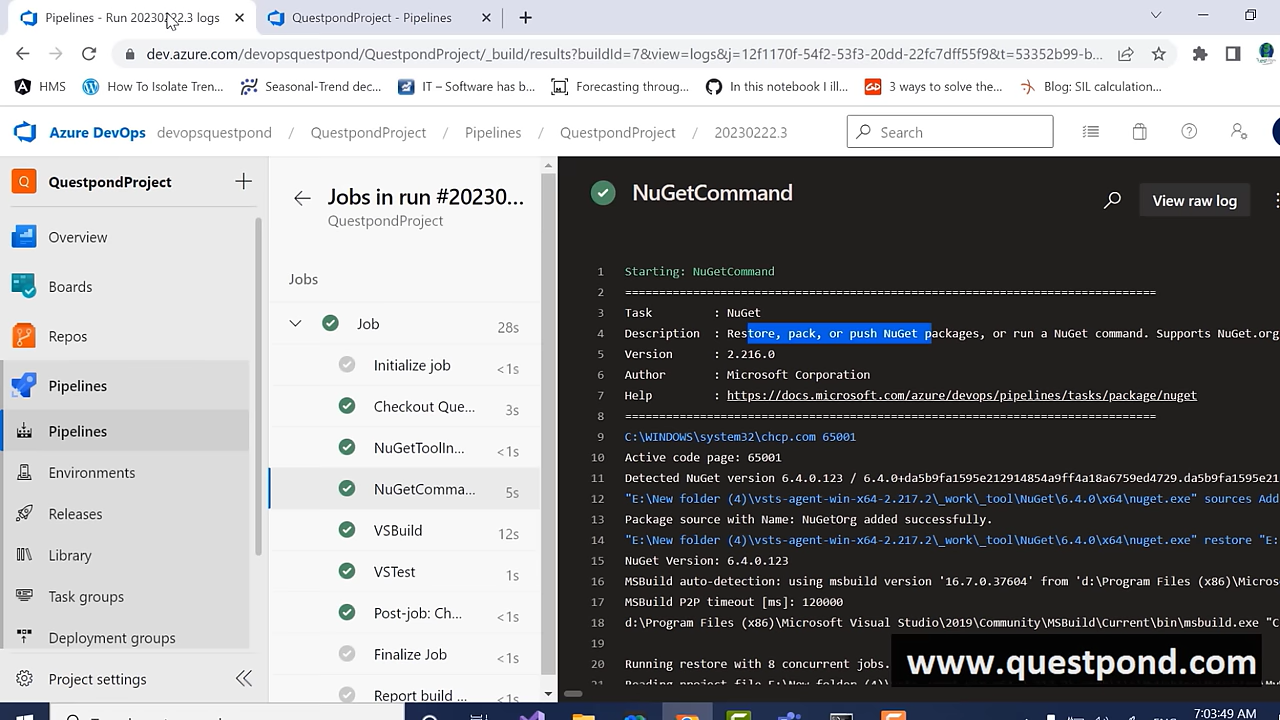 Pipelines - Run 20230222.3 logs
QuestpondProject - Pipelines
dev.azure.com/devopsquestpond/QuestpondProject/_build/results?buildId=7&view=logs&j=12f1170f-54f2-53f3-20dd-22fc7dff55f9&t=53352b99-b...
HMS
How To Isolate Tren...
Seasonal-Trend dec...
IT – Software has b...
Forecasting throug...
In this notebook I ill...
3 ways to solve the...
Blog: SIL calculation...
Azure DevOps devopsquestpond / QuestpondProject / Pipelines / QuestpondProject / 20230222.3
Search
Q QuestpondProject
Overview
Boards
Repos
Pipelines
Pipelines
Environments
Releases
Library
Task groups
Deployment groups
Project settings
Jobs in run #20230...
QuestpondProject
Jobs
Job 28s
Initialize job <1s
Checkout Que... 3s
NuGetToolIn... <1s
NuGetComma... 5s
VSBuild 12s
VSTest 1s
Post-job: Ch... <1s
Finalize Job <1s
Report build ...
NuGetCommand
View raw log
1 Starting: NuGetCommand
2 ==============================================================================
3 Task : NuGet
4 Description : Restore, pack, or push NuGet packages, or run a NuGet command. Supports NuGet.org
5 Version : 2.216.0
6 Author : Microsoft Corporation
7 Help : https://docs.microsoft.com/azure/devops/pipelines/tasks/package/nuget
8 ==============================================================================
9 C:\WINDOWS\system32\chcp.com 65001
10 Active code page: 65001
11 Detected NuGet version 6.4.0.123 / 6.4.0+da5b9fa1595e212914854a9ff4a18a6759ed4729.da5b9fa1595e21
12 "E:\New folder (4)\vsts-agent-win-x64-2.217.2\_work\_tool\NuGet\6.4.0\x64\nuget.exe" sources Add
13 Package source with Name: NuGetOrg added successfully.
14 "E:\New folder (4)\vsts-agent-win-x64-2.217.2\_work\_tool\NuGet\6.4.0\x64\nuget.exe" restore "E:
15 NuGet Version: 6.4.0.123
16 MSBuild auto-detection: using msbuild version '16.7.0.37604' from 'd:\Program Files (x86)\Micros
17 MSBuild P2P timeout [ms]: 120000
18 d:\Program Files (x86)\Microsoft Visual Studio\2019\Community\MSBuild\Current\bin\msbuild.exe "C
19
20 Running restore with 8 concurrent jobs.
www.questpond.com
7:03:49 AM